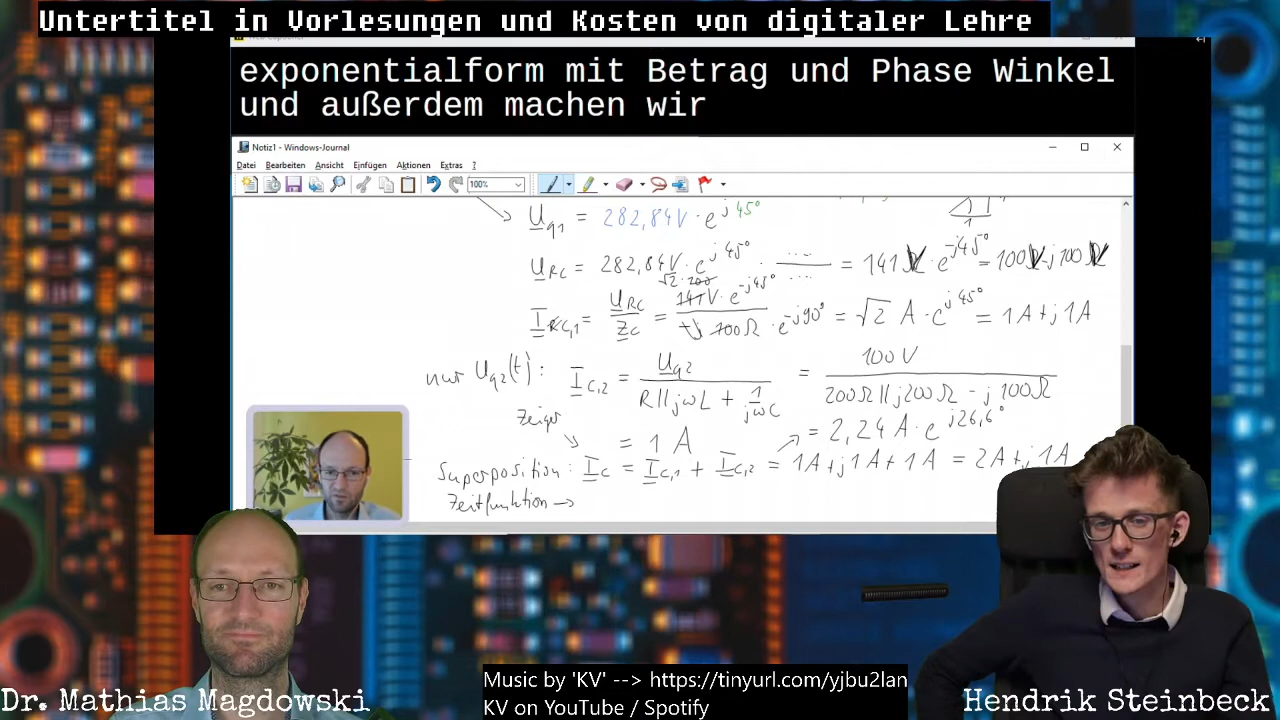 Untertitel in Vorlesungen und Kosten von digitaler Lehre
exponentialform mit Betrag und Phase Winkel
und außerdem machen wir
Notiz1 - Windows-Journal
Datei Bearbeiten Ansicht Einfügen Aktionen Extras ?
100%
U_q1 = 282,84V · e^j45°
U_RC = 282,84V · e^j45° · ..../.... = 141 V · e^-j45° = 100V - j100V
√2·100
I_C,1 = U_RC / Z_C = 141V · e^-j45° / 100Ω · e^-j90° = √2 A · e^j45° = 1A + j1A
nur U_q2(t): I_C,2 = U_q2 / (R || jωL + 1/jωC) = 100V / (200Ω || j200Ω - j100Ω)
Zeiger
= 1 A
= 2,24A · e^j26,6°
Superposition: I_C = I_C,1 + I_C,2 = 1A + j1A + 1A = 2A + j1A
Zeitfunktion →
Music by 'KV' --> https://tinyurl.com/yjbu2lan
KV on YouTube / Spotify
Dr. Mathias Magdowski
Hendrik Steinbeck